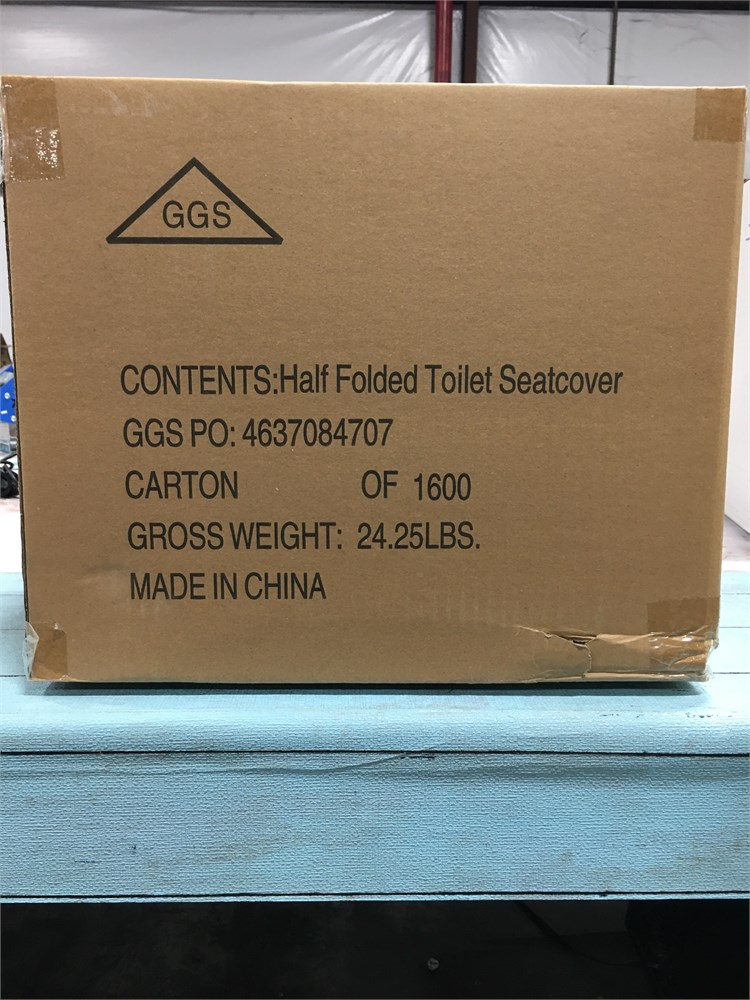 GGS
CONTENTS:Half Folded Toilet Seatcover
GGS PO: 4637084707
CARTON OF 1600
GROSS WEIGHT: 24.25LBS.
MADE IN CHINA